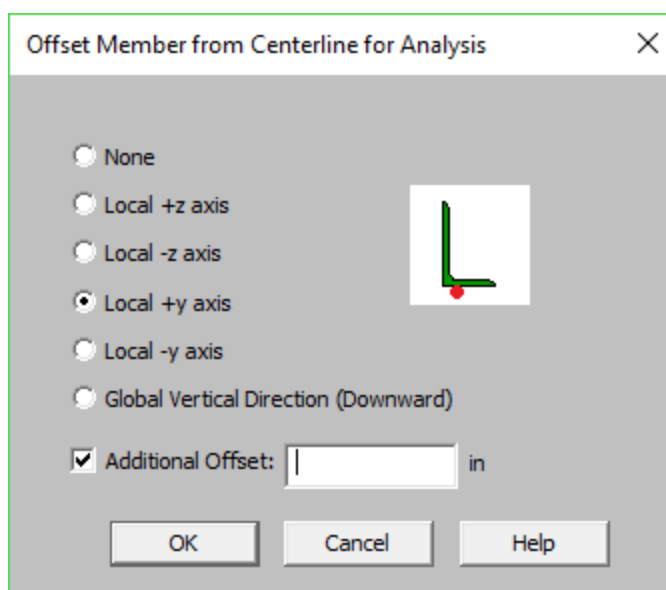 Offset Member from Centerline for Analysis
None
Local +z axis
Local -z axis
Local +y axis
Local -y axis
Global Vertical Direction (Downward)
Additional Offset: in
OK Cancel Help